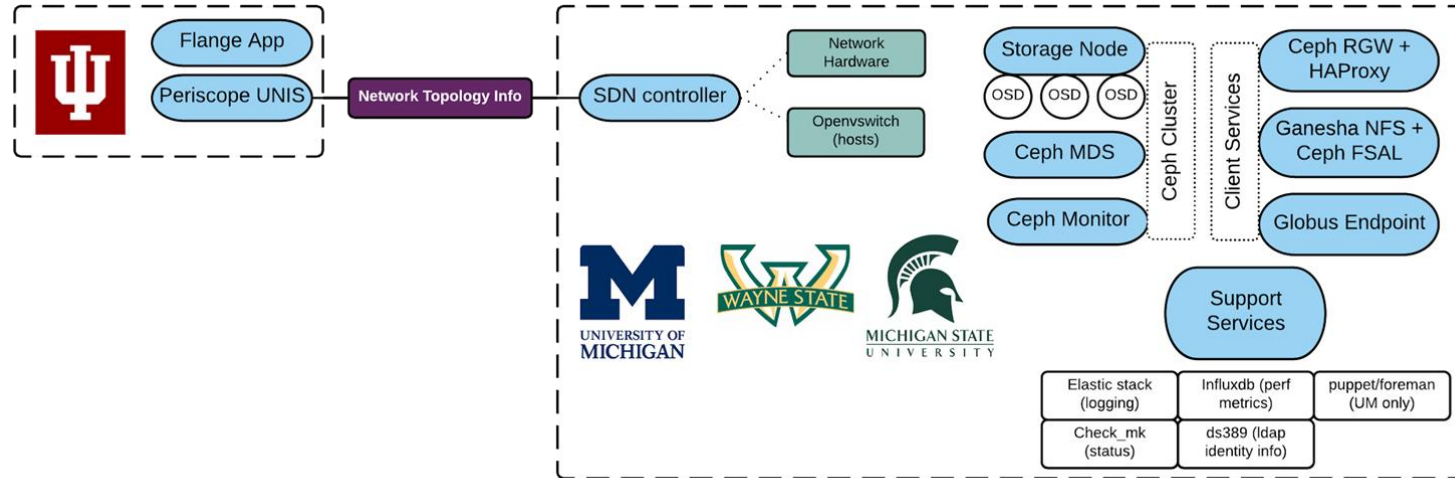 Flange App
Periscope UNIS
Network Topology Info
SDN controller
Network
Hardware
Openvswitch
(hosts)
Storage Node
OSD
OSD
OSD
Ceph MDS
Ceph Monitor
Ceph Cluster
Client Services
Ceph RGW +
HAProxy
Ganesha NFS +
Ceph FSAL
Globus Endpoint
M
UNIVERSITY OF
MICHIGAN
W
WAYNE STATE
MICHIGAN STATE
UNIVERSITY
Support
Services
Elastic stack
(logging)
Influxdb (perf
metrics)
puppet/foreman
(UM only)
Check_mk
(status)
ds389 (ldap
identity info)